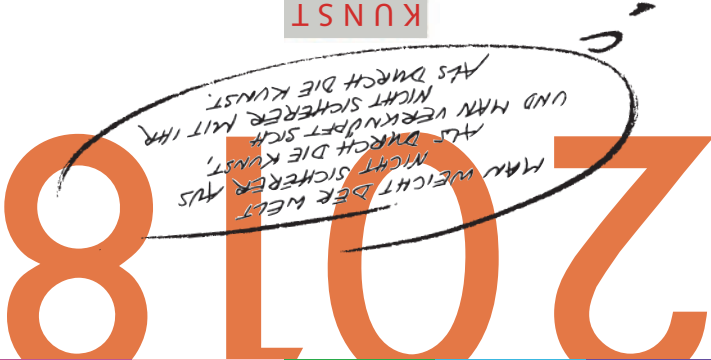 2018
MAN WEICHT DER WELT
NICHT SICHERER AUS
ALS DURCH DIE KUNST,
UND MAN VERKNÜPFT SICH
NICHT SICHERER MIT IHR
ALS DURCH DIE KUNST.
KUNST